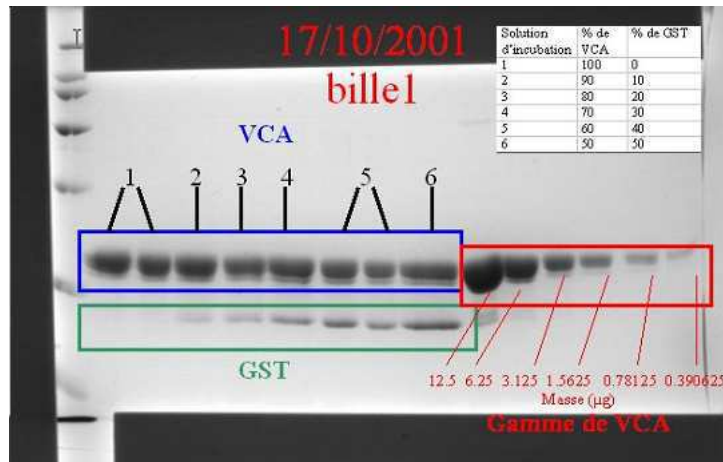 17/10/2001
bille1
Solution d'incubation % de VCA % de GST
1 100 0
2 90 10
3 80 20
4 70 30
5 60 40
6 50 50
VCA
1 2 3 4 5 6
GST
12.5 6.25 3.125 1.5625 0.78125 0.390625
Masse (µg)
Gamme de VCA